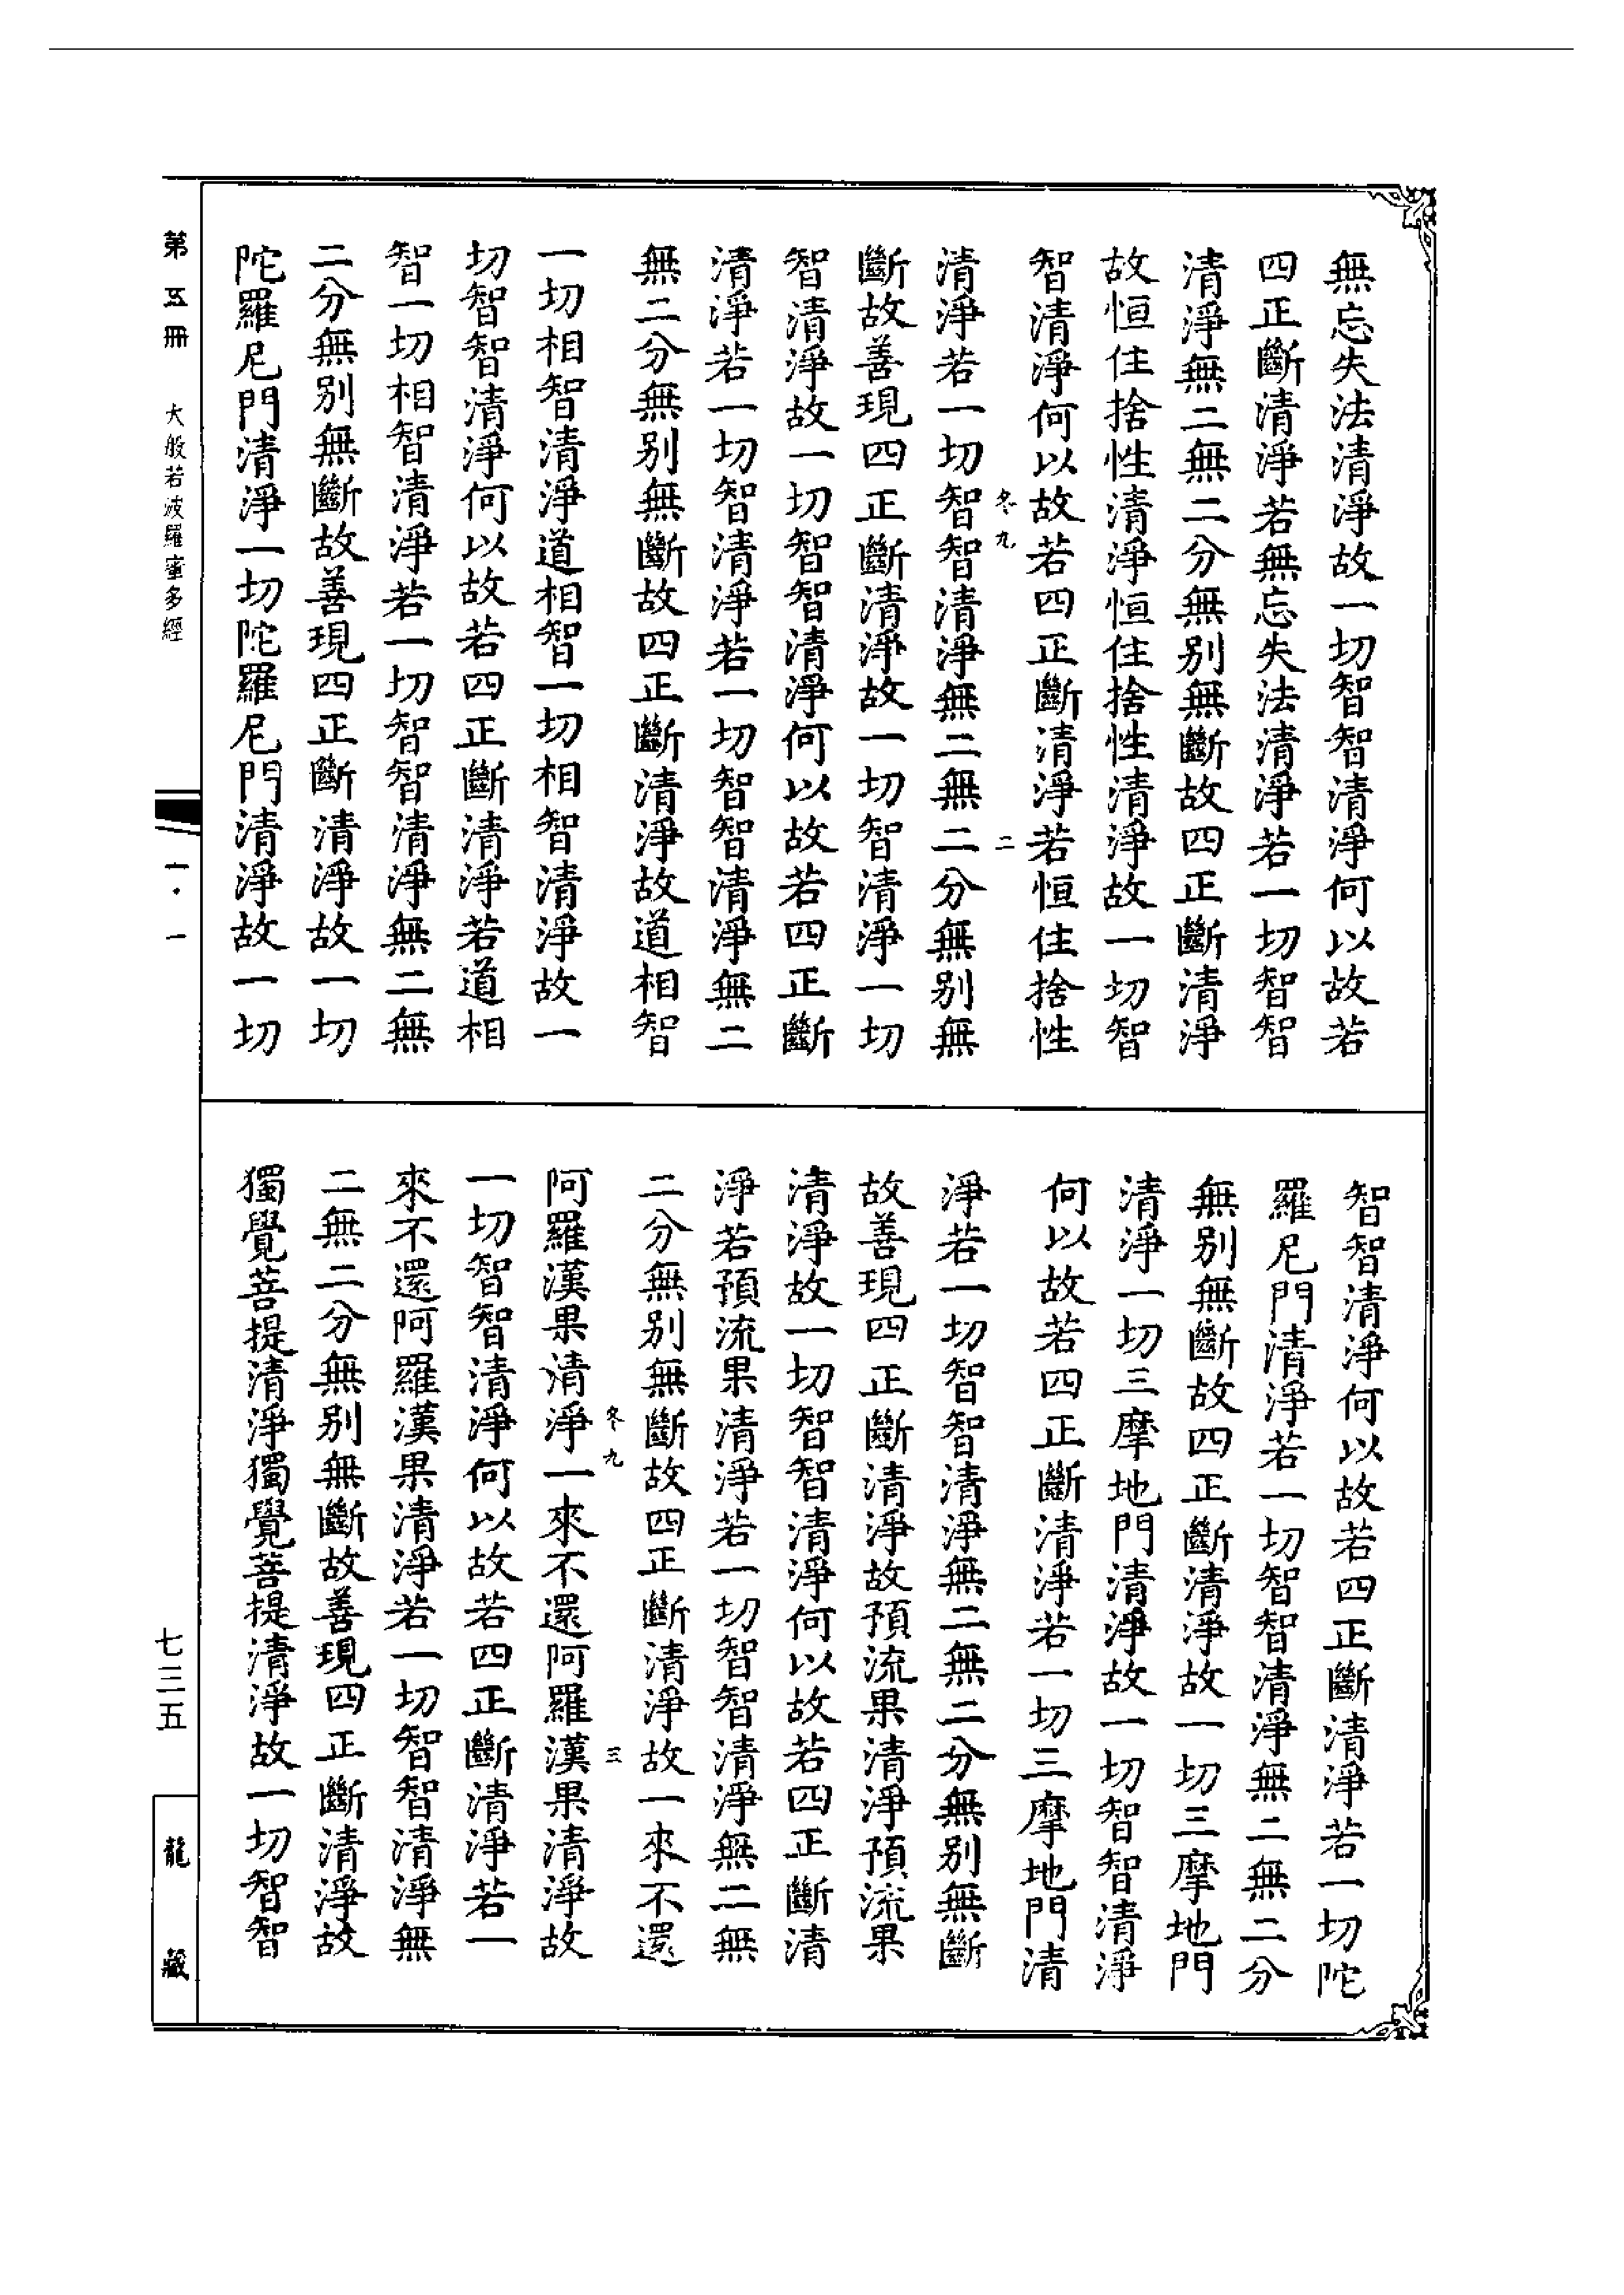 無忘失法清淨故一切智智清淨何以故若
四正斷清淨若無忘失法清淨若一切智智
清淨無二無二分無別無斷故四正斷清淨
故恒住捨性清淨恒住捨性清淨故一切智
智清淨何以故若四正斷清淨若恒住捨性
冬九
二
清淨若一切智智清淨無二無二分無別無
斷故善現四正斷清淨故一切智清淨一切
智清淨故一切智智清淨何以故若四正斷
清淨若一切智清淨若一切智智清淨無二
無二分無別無斷故四正斷清淨故道相智
一切相智清淨道相智一切相智清淨故一
切智智清淨何以故若四正斷清淨若道相
智一切相智清淨若一切智智清淨無二無
二分無別無斷故善現四正斷清淨故一切
陀羅尼門清淨一切陀羅尼門清淨故一切
智智清淨何以故若四正斷清淨若一切陀
羅尼門清淨若一切智智清淨無二無二分
無別無斷故四正斷清淨故一切三摩地門
清淨一切三摩地門清淨故一切智智清淨
何以故若四正斷清淨若一切三摩地門清
淨若一切智智清淨無二無二分無別無斷
故善現四正斷清淨故預流果清淨預流果
清淨故一切智智清淨何以故若四正斷清
淨若預流果清淨若一切智智清淨無二無
二分無別無斷故四正斷清淨故一來不還
冬九
三
阿羅漢果清淨一來不還阿羅漢果清淨故
一切智智清淨何以故若四正斷清淨若一
來不還阿羅漢果清淨若一切智智清淨無
二無二分無別無斷故善現四正斷清淨故
獨覺菩提清淨獨覺菩提清淨故一切智智
第五冊
大般若波羅蜜多經
一·一
七三五
龍藏